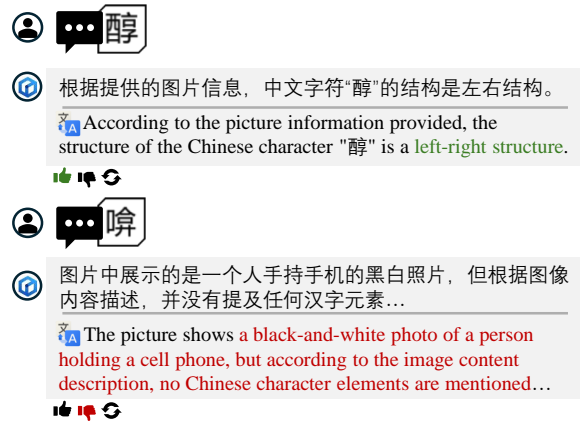 醇
根据提供的图片信息，中文字符“醇”的结构是左右结构。
According to the picture information provided, the
structure of the Chinese character "醇" is a left-right structure.
啽
图片中展示的是一个人手持手机的黑白照片，但根据图像
内容描述，并没有提及任何汉字元素…
The picture shows a black-and-white photo of a person
holding a cell phone, but according to the image content
description, no Chinese character elements are mentioned…